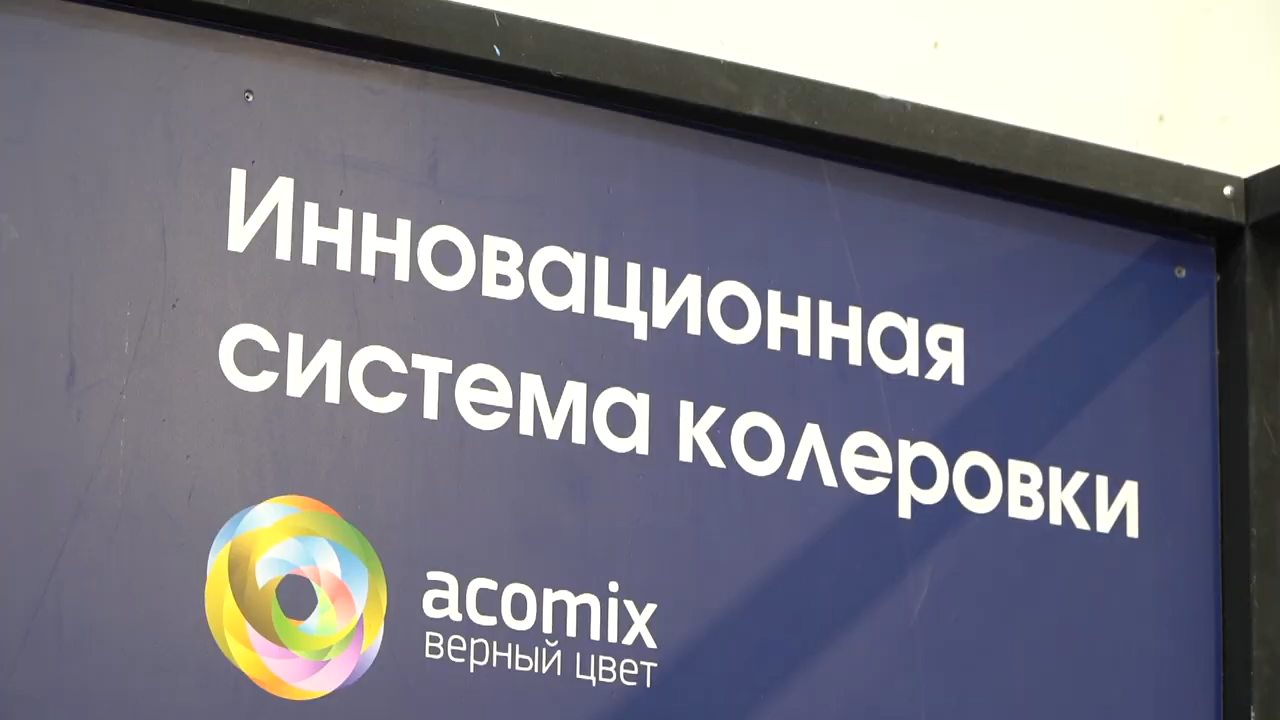 Инновационная
система колеровки
acomix
верный цвет